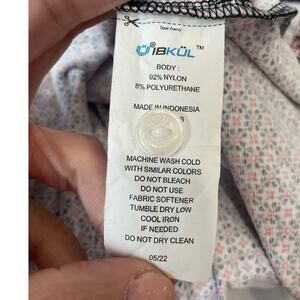 Tear Away
IBKÜL™
BODY :
92% NYLON
8% POLYURETHANE
MADE IN INDONESIA
MACHINE WASH COLD
WITH SIMILAR COLORS
DO NOT BLEACH
DO NOT USE
FABRIC SOFTENER
TUMBLE DRY LOW
COOL IRON
IF NEEDED
DO NOT DRY CLEAN
05/22